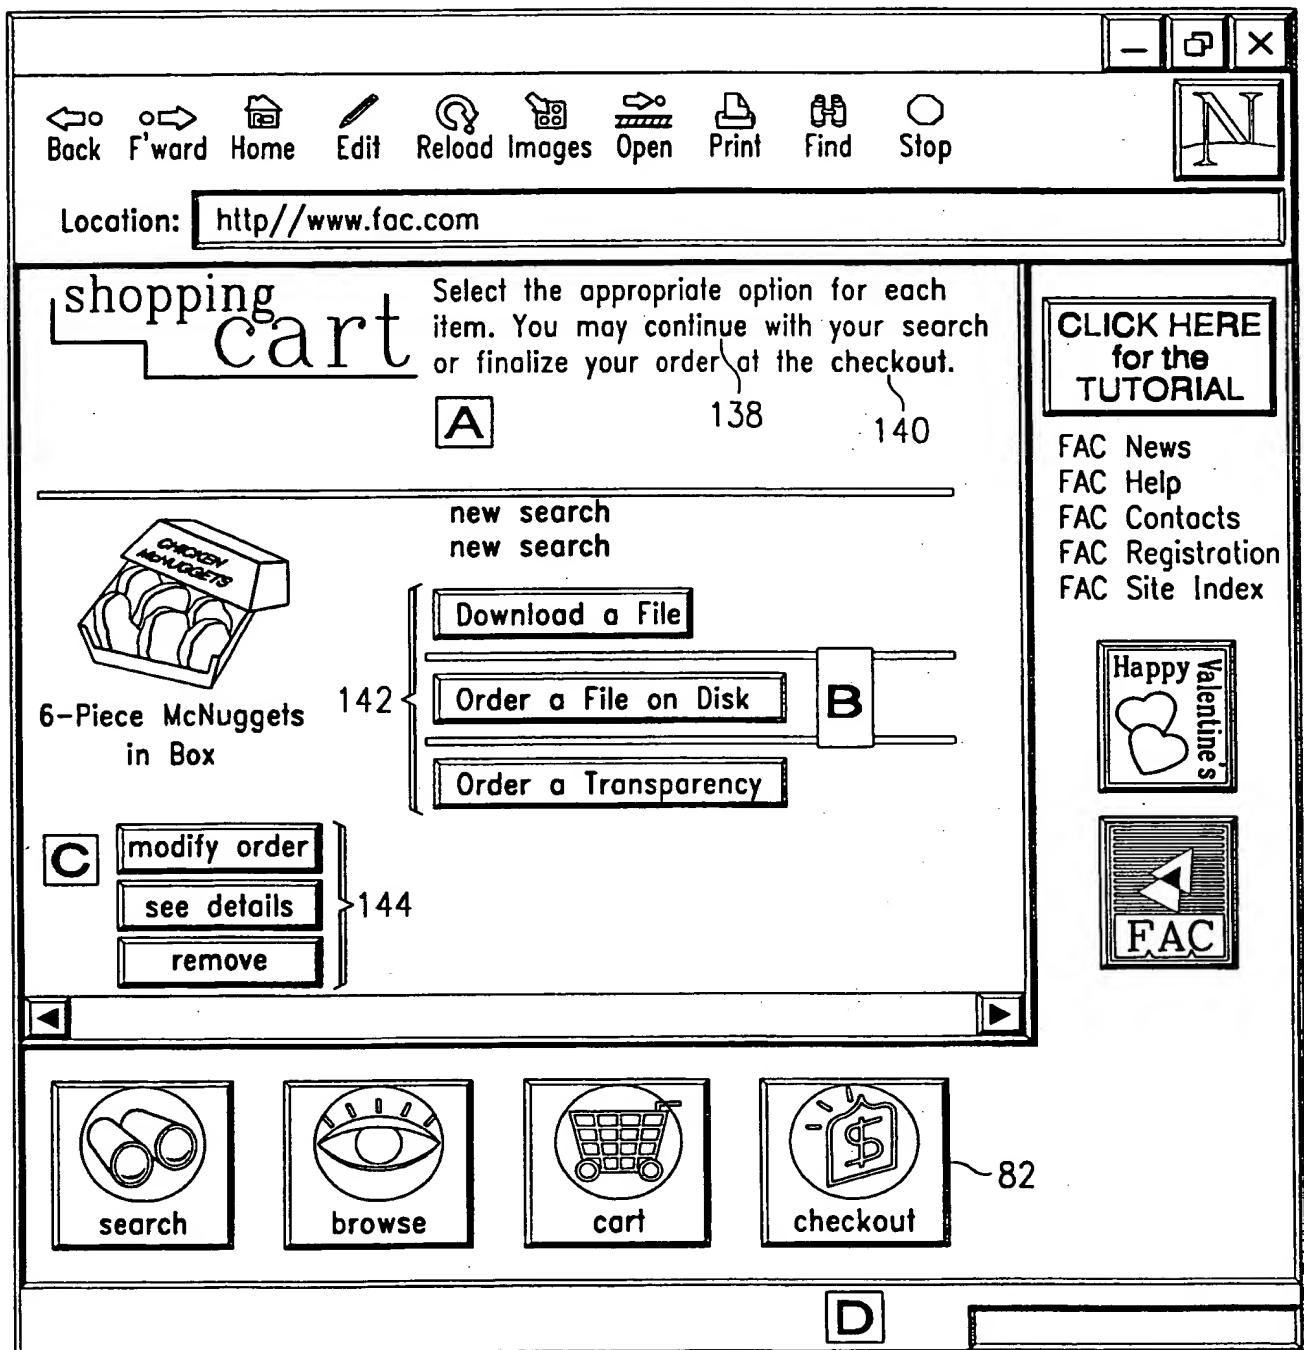 Back F'ward Home Edit Reload Images Open Print Find Stop
N
Location: http//www.fac.com
shopping
cart
Select the appropriate option for each
item. You may continue with your search
or finalize your order at the checkout.
138
140
A
CLICK HERE
for the
TUTORIAL
FAC News
FAC Help
FAC Contacts
FAC Registration
FAC Site Index
new search
new search
CHICKEN
McNUGGETS
6-Piece McNuggets
in Box
142
Download a File
Order a File on Disk
B
Order a Transparency
Happy
Valentine's
FAC
C
modify order
see details
remove
144
search
browse
cart
$
checkout
82
D